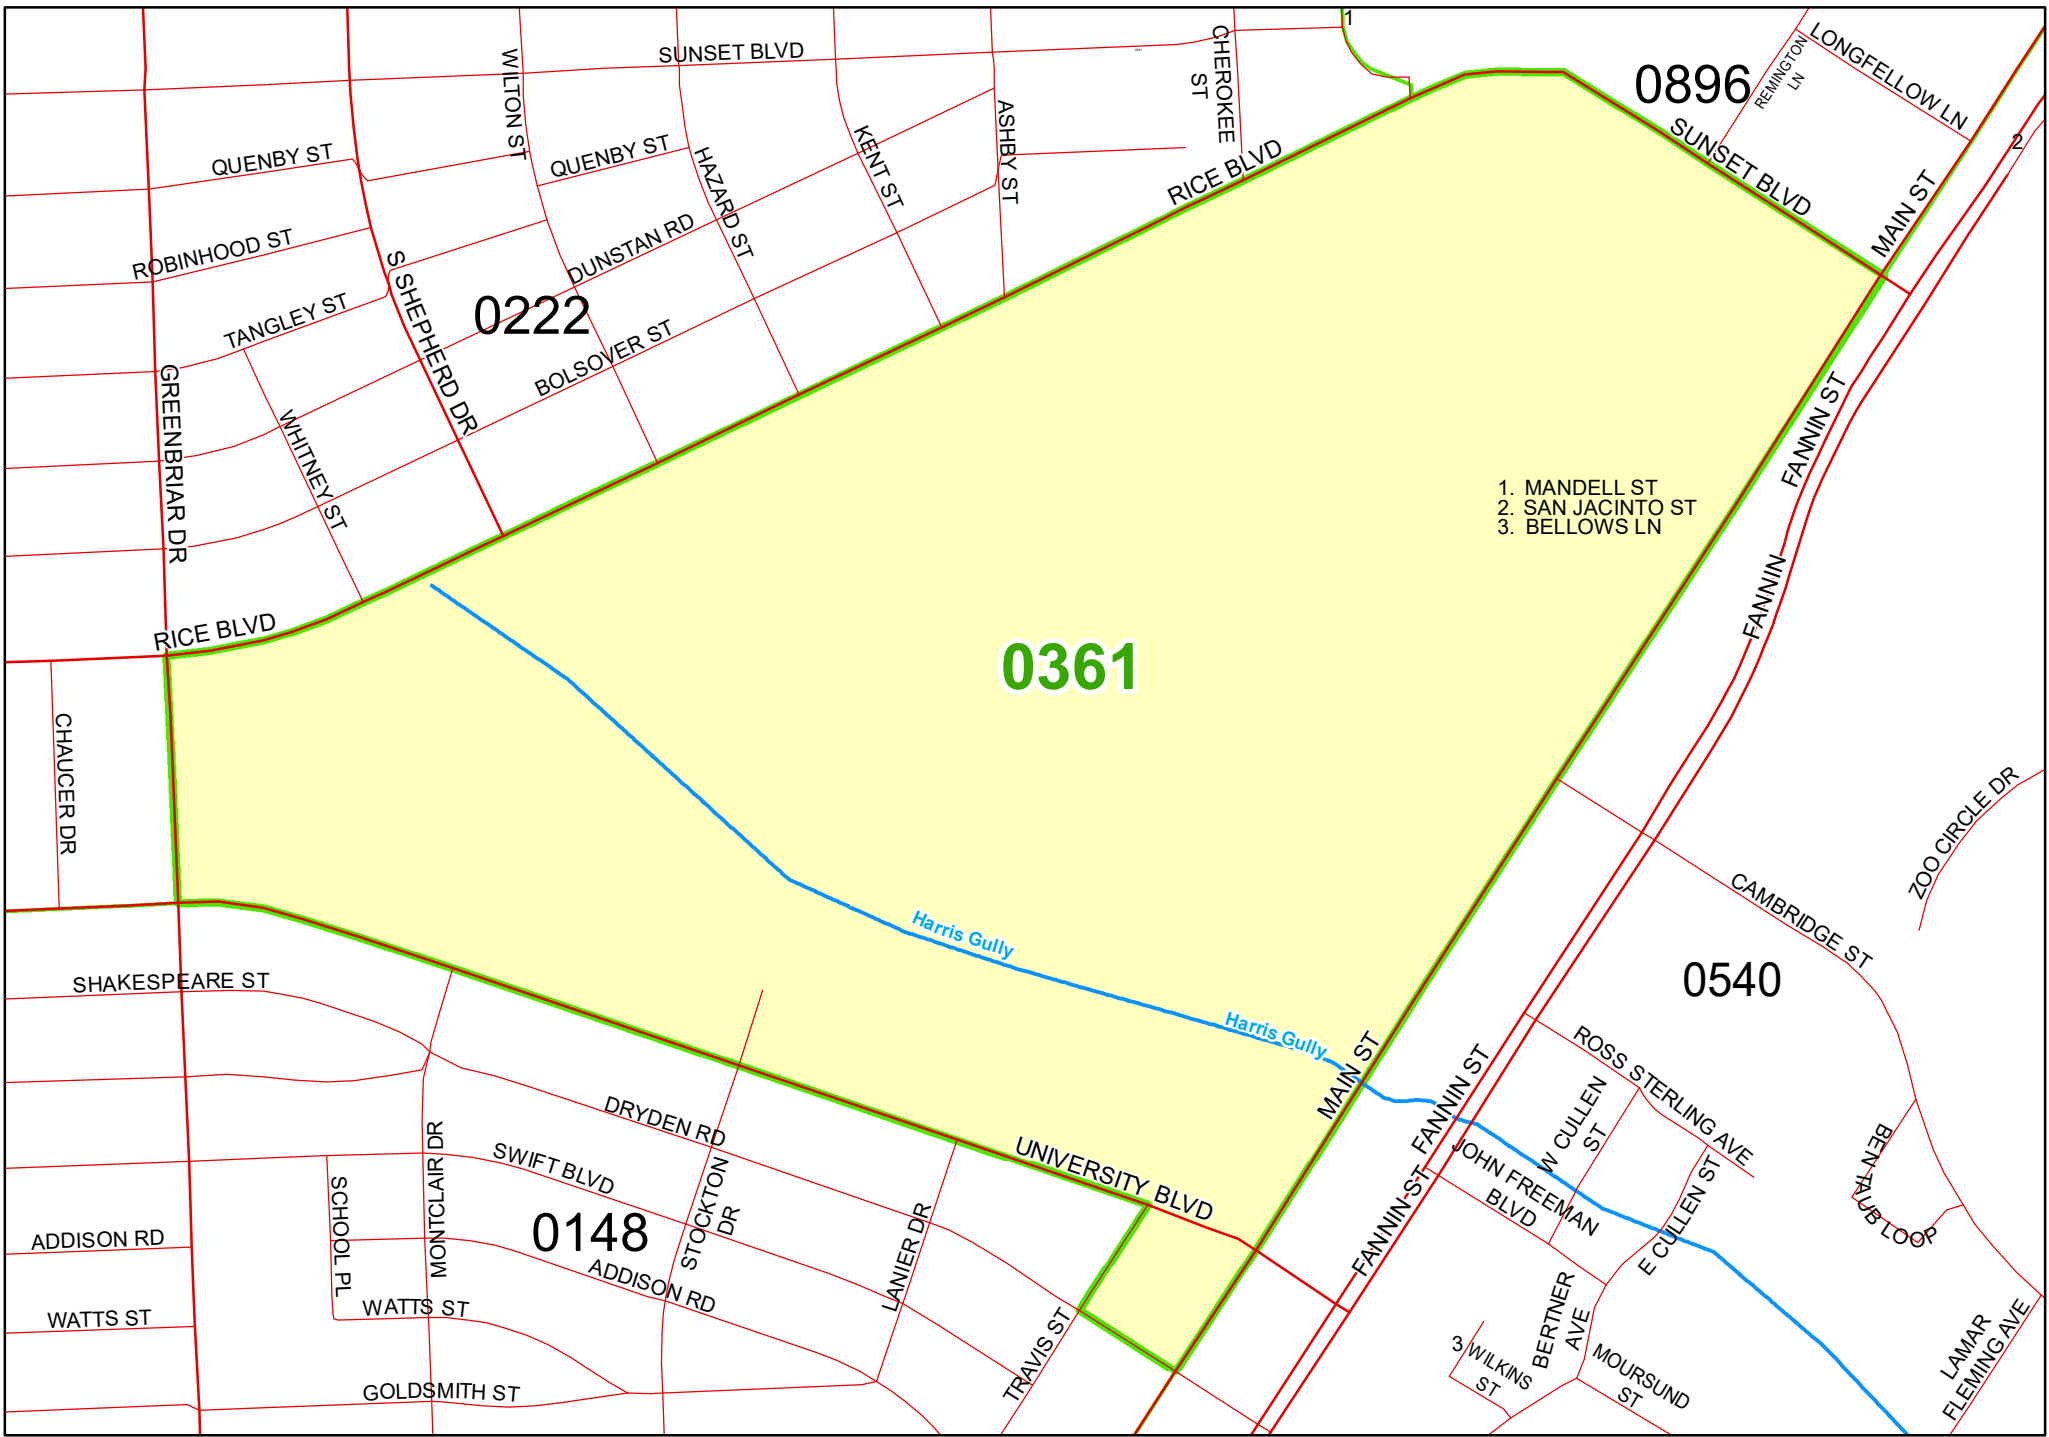 1
SUNSET BLVD
WILTON ST
CHEROKEE
ST
0896
REMINGTON
LN
LONGFELLOW LN
2
QUENBY ST
QUENBY ST
HAZARD ST
KENT ST
ASHBY ST
RICE BLVD
SUNSET BLVD
MAIN ST
ROBINHOOD ST
S SHEPHERD DR
DUNSTAN RD
TANGLEY ST
0222
BOLSOVER ST
GREENBRIAR DR
WHITNEY ST
FANNIN ST
1. MANDELL ST
2. SAN JACINTO ST
3. BELLOWS LN
FANNIN
RICE BLVD
0361
CHAUCER DR
ZOO CIRCLE DR
Harris Gully
CAMBRIDGE ST
0540
SHAKESPEARE ST
Harris Gully
MAIN ST
FANNIN ST
ROSS STERLING AVE
W CULLEN
ST
DRYDEN RD
UNIVERSITY BLVD
JOHN FREEMAN
BLVD
E CULLEN ST
BEN TAUB LOOP
SWIFT BLVD
MONTCLAIR DR
SCHOOL PL
STOCKTON
DR
0148
LANIER DR
FANNIN ST
ADDISON RD
ADDISON RD
WATTS ST
WATTS ST
TRAVIS ST
BERTNER
AVE
3
WILKINS
ST
MOURSUND
ST
LAMAR
FLEMING AVE
GOLDSMITH ST